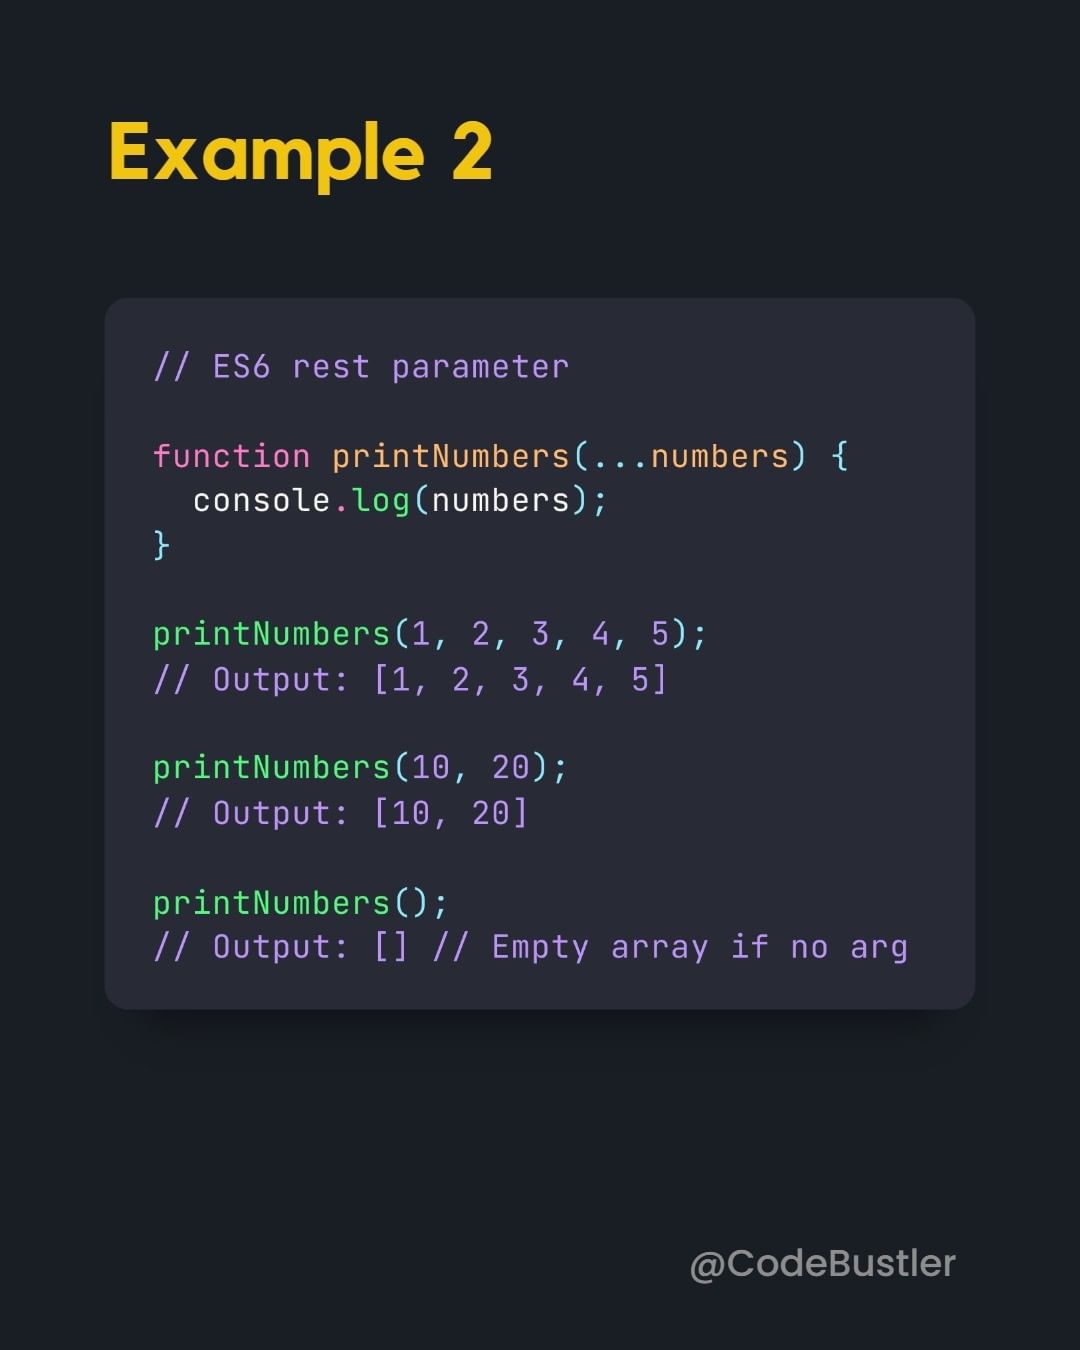 Example 2
// ES6 rest parameter
function printNumbers(...numbers) {
  console.log(numbers);
}
printNumbers(1, 2, 3, 4, 5);
// Output: [1, 2, 3, 4, 5]
printNumbers(10, 20);
// Output: [10, 20]
printNumbers();
// Output: [] // Empty array if no arg
@CodeBustler